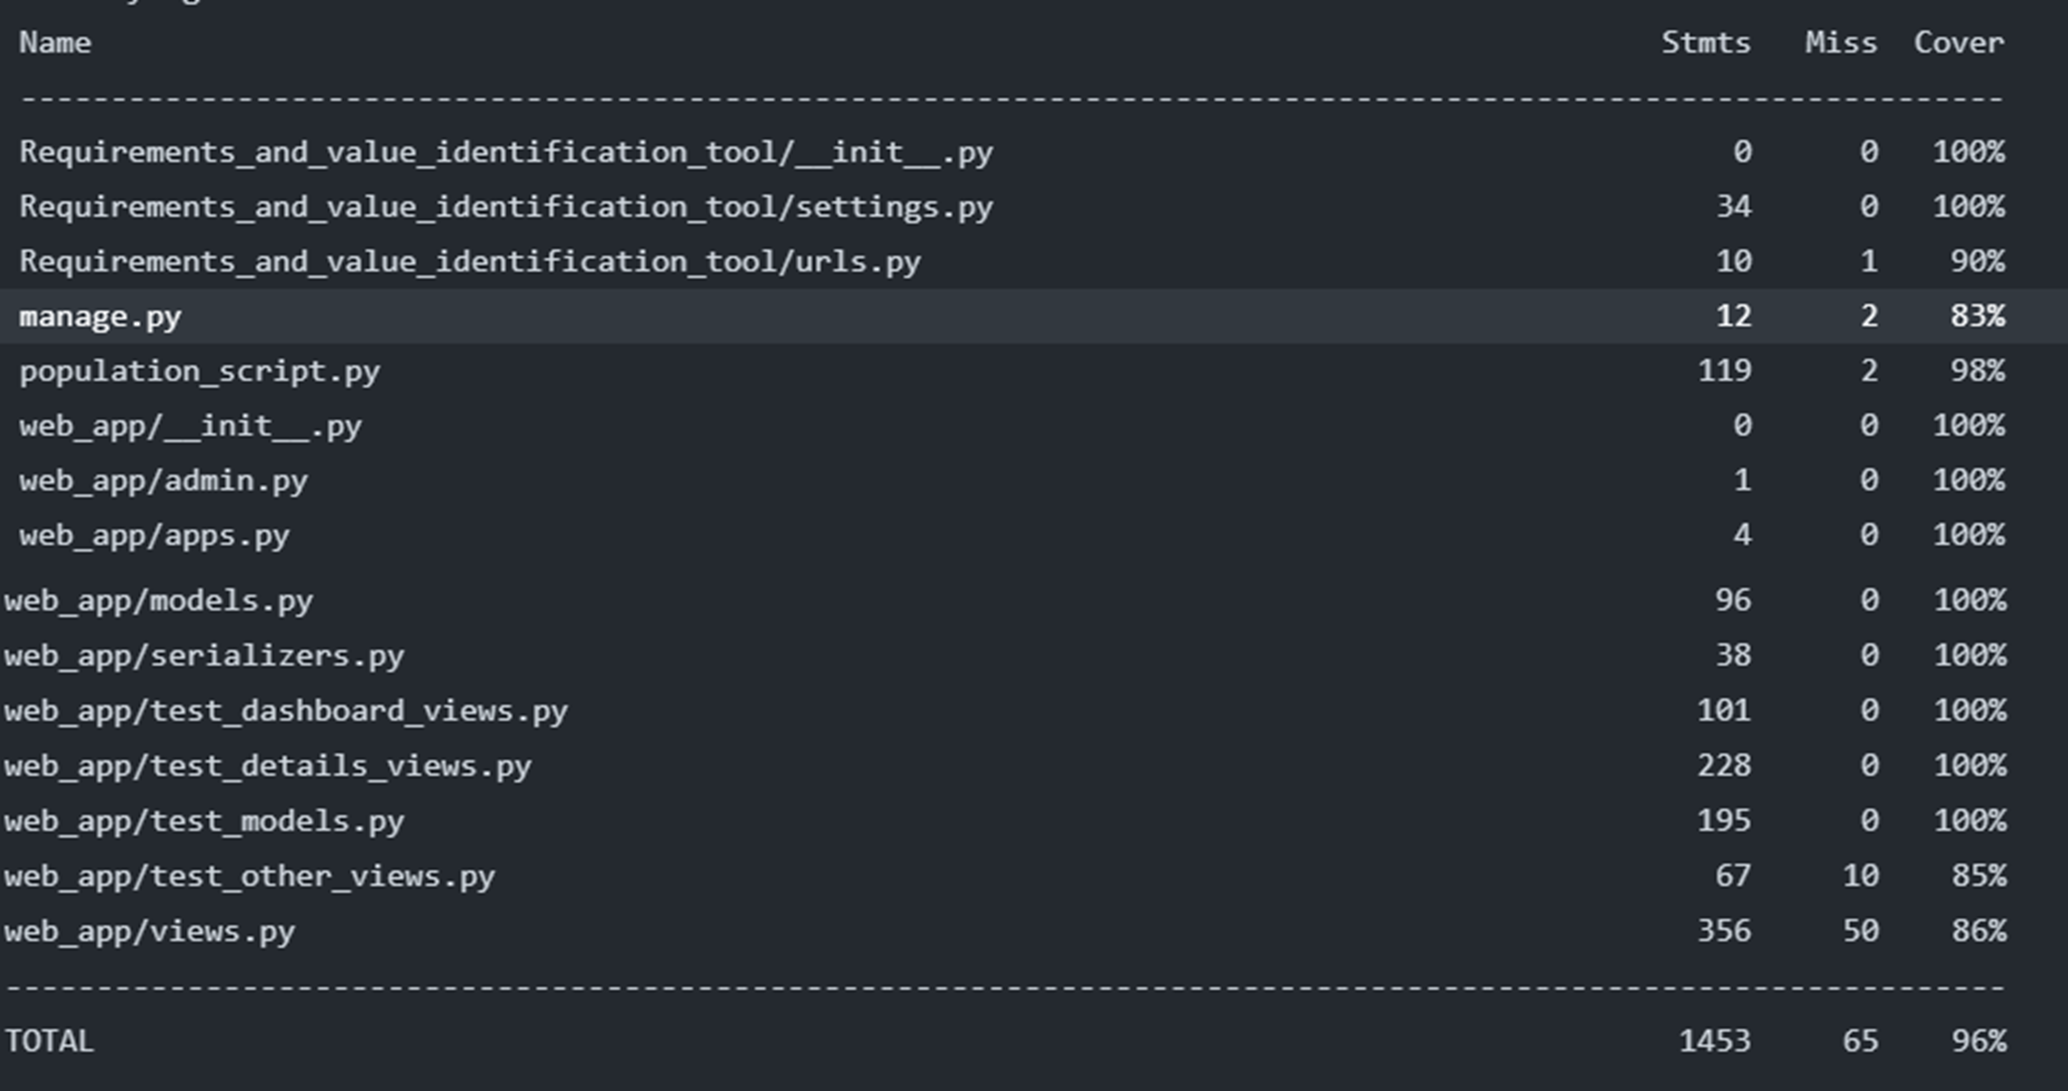 Name Stmts Miss Cover
--------------------------------------------------------------------------------------------------------------
Requirements_and_value_identification_tool/__init__.py 0 0 100%
Requirements_and_value_identification_tool/settings.py 34 0 100%
Requirements_and_value_identification_tool/urls.py 10 1 90%
manage.py 12 2 83%
population_script.py 119 2 98%
web_app/__init__.py 0 0 100%
web_app/admin.py 1 0 100%
web_app/apps.py 4 0 100%
web_app/models.py 96 0 100%
web_app/serializers.py 38 0 100%
web_app/test_dashboard_views.py 101 0 100%
web_app/test_details_views.py 228 0 100%
web_app/test_models.py 195 0 100%
web_app/test_other_views.py 67 10 85%
web_app/views.py 356 50 86%
--------------------------------------------------------------------------------------------------------------
TOTAL 1453 65 96%